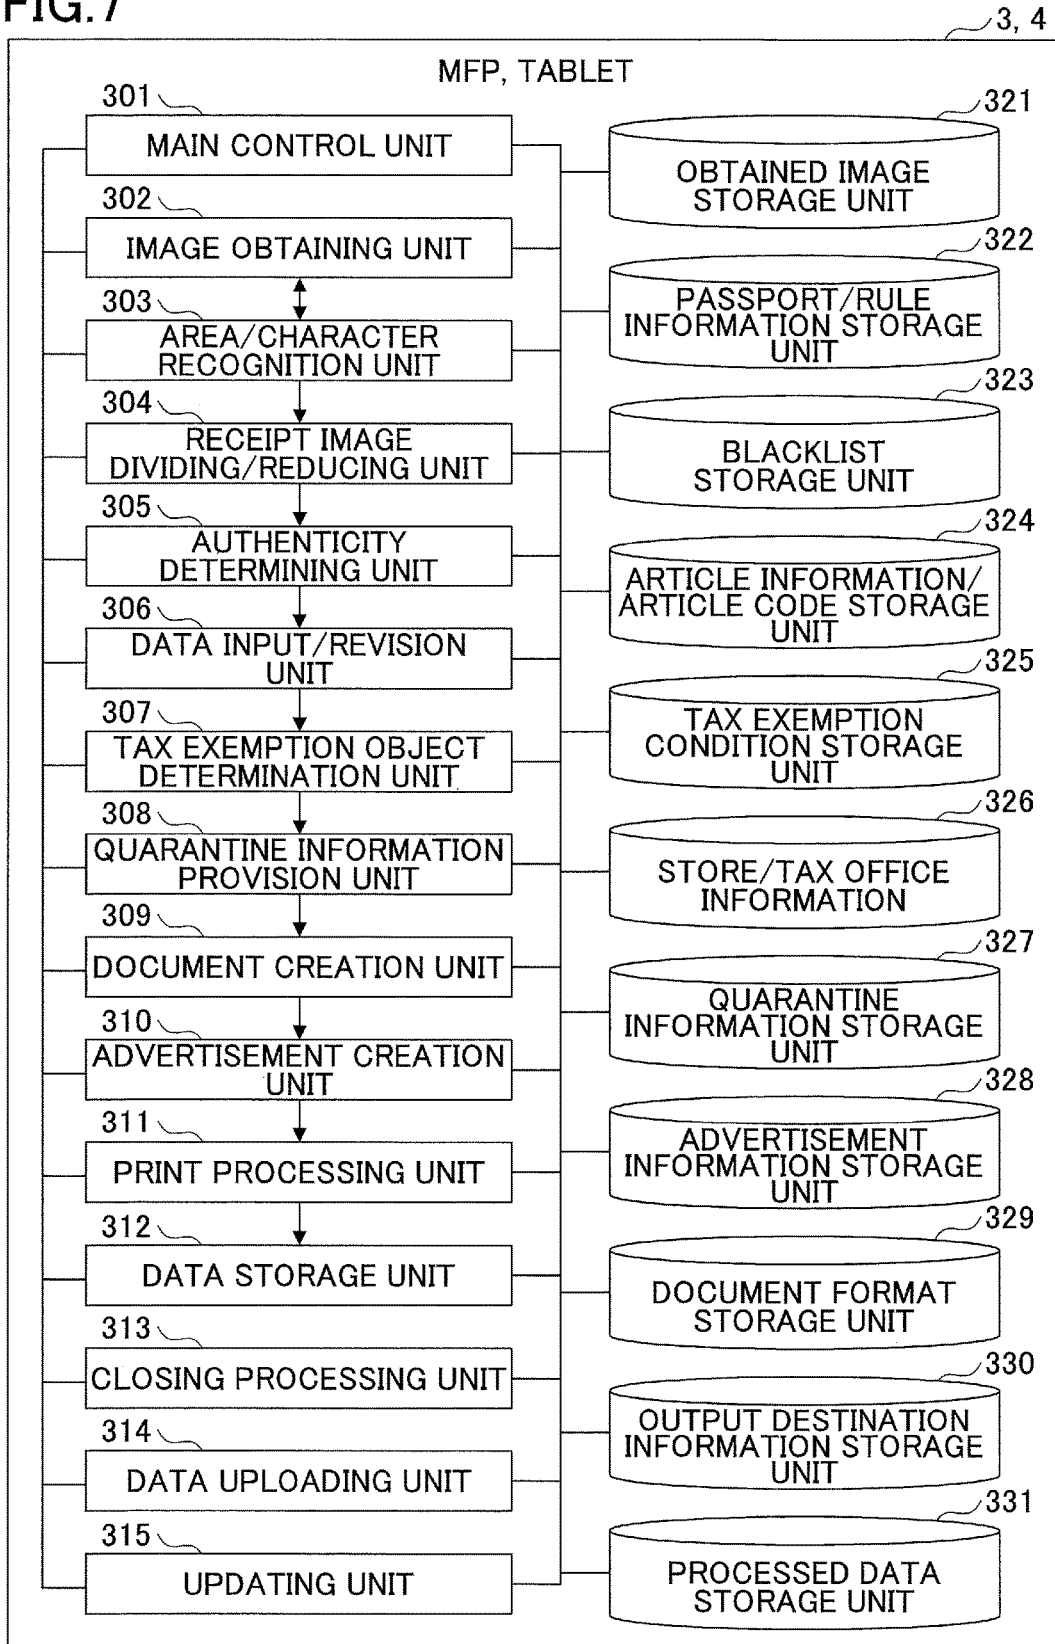 FIG.7
3, 4
MFP, TABLET
301
MAIN CONTROL UNIT
302
IMAGE OBTAINING UNIT
303
AREA/CHARACTER
RECOGNITION UNIT
304
RECEIPT IMAGE
DIVIDING/REDUCING UNIT
305
AUTHENTICITY
DETERMINING UNIT
306
DATA INPUT/REVISION
UNIT
307
TAX EXEMPTION OBJECT
DETERMINATION UNIT
308
QUARANTINE INFORMATION
PROVISION UNIT
309
DOCUMENT CREATION UNIT
310
ADVERTISEMENT CREATION
UNIT
311
PRINT PROCESSING UNIT
312
DATA STORAGE UNIT
313
CLOSING PROCESSING UNIT
314
DATA UPLOADING UNIT
315
UPDATING UNIT
321
OBTAINED IMAGE
STORAGE UNIT
322
PASSPORT/RULE
INFORMATION STORAGE
UNIT
323
BLACKLIST
STORAGE UNIT
324
ARTICLE INFORMATION/
ARTICLE CODE STORAGE
UNIT
325
TAX EXEMPTION
CONDITION STORAGE
UNIT
326
STORE/TAX OFFICE
INFORMATION
327
QUARANTINE
INFORMATION STORAGE
UNIT
328
ADVERTISEMENT
INFORMATION STORAGE
UNIT
329
DOCUMENT FORMAT
STORAGE UNIT
330
OUTPUT DESTINATION
INFORMATION STORAGE
UNIT
331
PROCESSED DATA
STORAGE UNIT